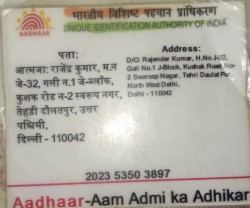 AADHAAR
भारतीय विशिष्ट पहचान प्राधिकरण
UNIQUE IDENTIFICATION AUTHORITY OF INDIA
पता:
आत्मजा: राजेंद्र कुमार, म.न
जे-32, गली न.1 जे-ब्लॉक,
कुशक रोड न-2 स्वरूप नगर,
तेहड़ी दौलतपुर, उत्तर
पश्चिमी,
दिल्ली - 110042
Address:
D/O: Rajender Kumar, H.No J-32,
Gali No.1 J-Block, Kushak Road No-
2 Swaroop Nagar, Tehri Daulat Pur,
North West Delhi,
Delhi - 110042
2023 5350 3897
Aadhaar-Aam Admi ka Adhikar